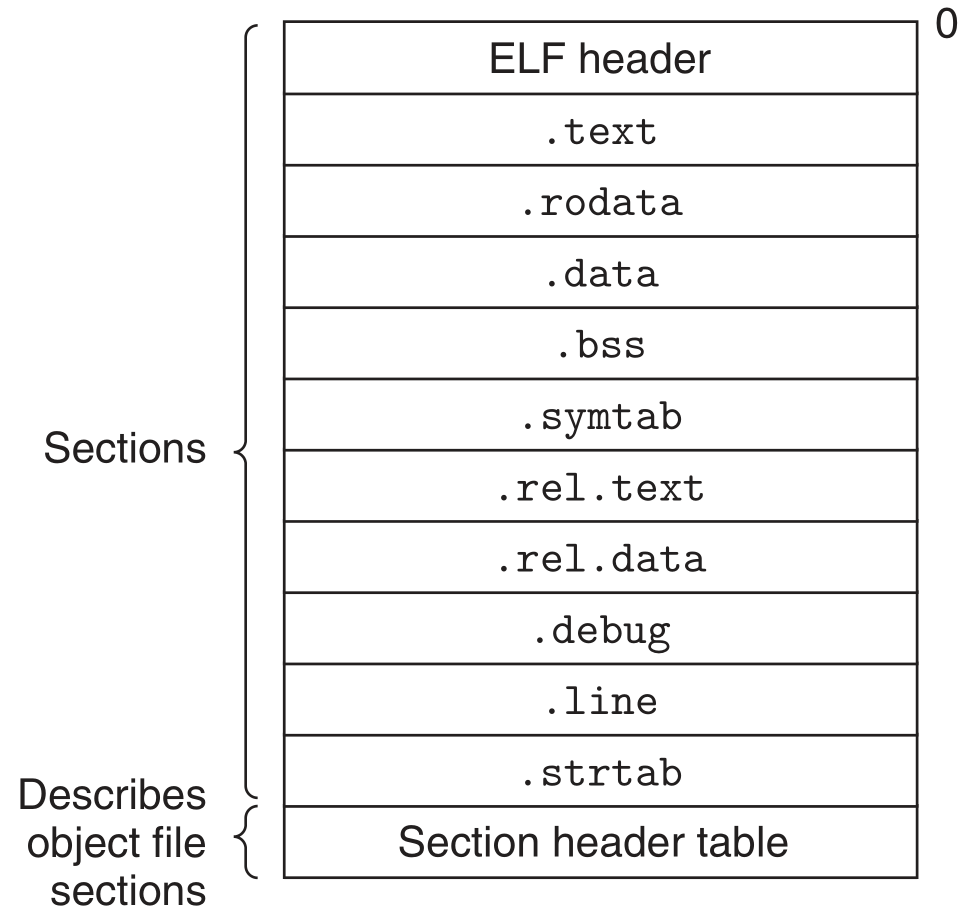 0
ELF header
.text
.rodata
.data
.bss
.symtab
Sections
.rel.text
.rel.data
.debug
.line
.strtab
Describes
object file
sections
Section header table